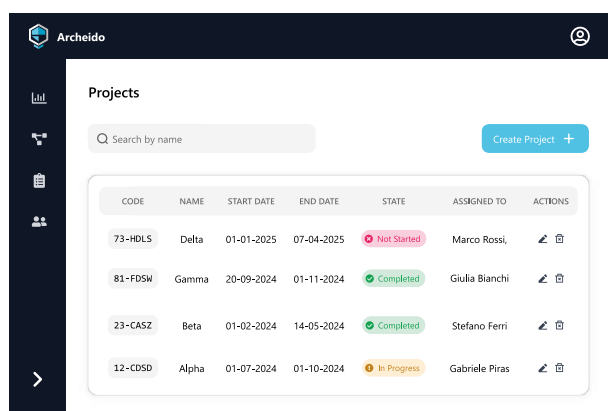 Archeido
Projects
Search by name
Create Project +
CODE NAME START DATE END DATE STATE ASSIGNED TO ACTIONS
73-HDLS Delta 01-01-2025 07-04-2025 Not Started Marco Rossi,
81-FDSW Gamma 20-09-2024 01-11-2024 Completed Giulia Bianchi
23-CASZ Beta 01-02-2024 14-05-2024 Completed Stefano Ferri
12-CDSD Alpha 01-07-2024 01-10-2024 In Progress Gabriele Piras